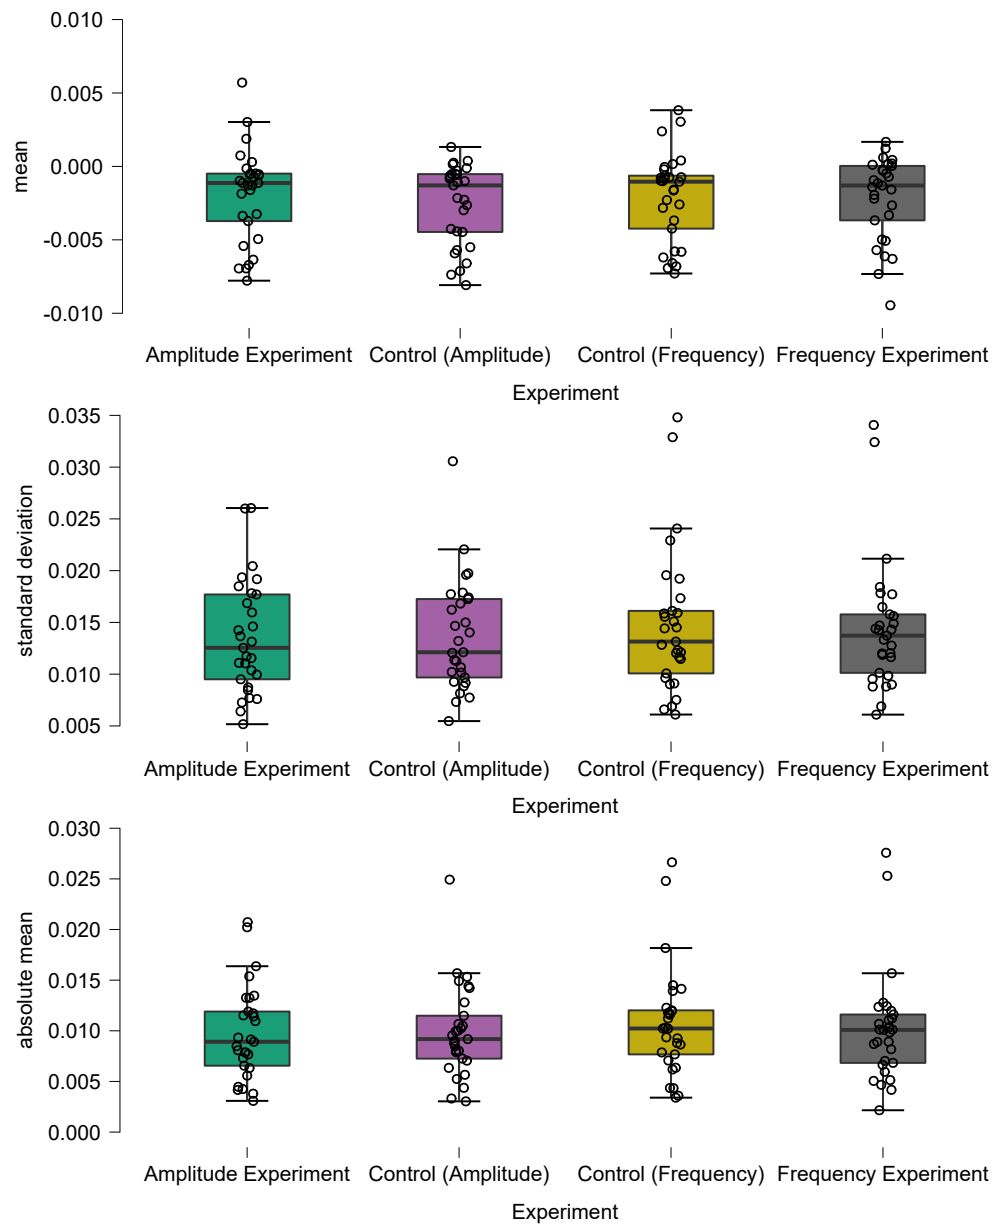 0.010
0.005
0.000
-0.005
-0.010
mean
Amplitude Experiment Control (Amplitude) Control (Frequency) Frequency Experiment
Experiment
0.035
0.030
0.025
0.020
0.015
0.010
0.005
standard deviation
Amplitude Experiment Control (Amplitude) Control (Frequency) Frequency Experiment
Experiment
0.030
0.025
0.020
0.015
0.010
0.005
0.000
absolute mean
Amplitude Experiment Control (Amplitude) Control (Frequency) Frequency Experiment
Experiment